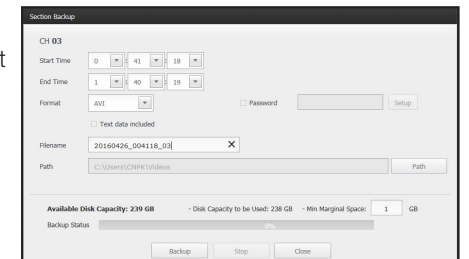 Section Backup
CH 03
Start Time 0 : 41 : 18
End Time 1 : 40 : 19
Format AVI Password Setup
Text data included
Filename 20160426_004118_03 X
Path C:\Users\CNPK\Videos Path
Available Disk Capacity: 239 GB - Disk Capacity to be Used: 238 GB - Min Marginal Space: 1 GB
Backup Status 0%
Backup Stop Close